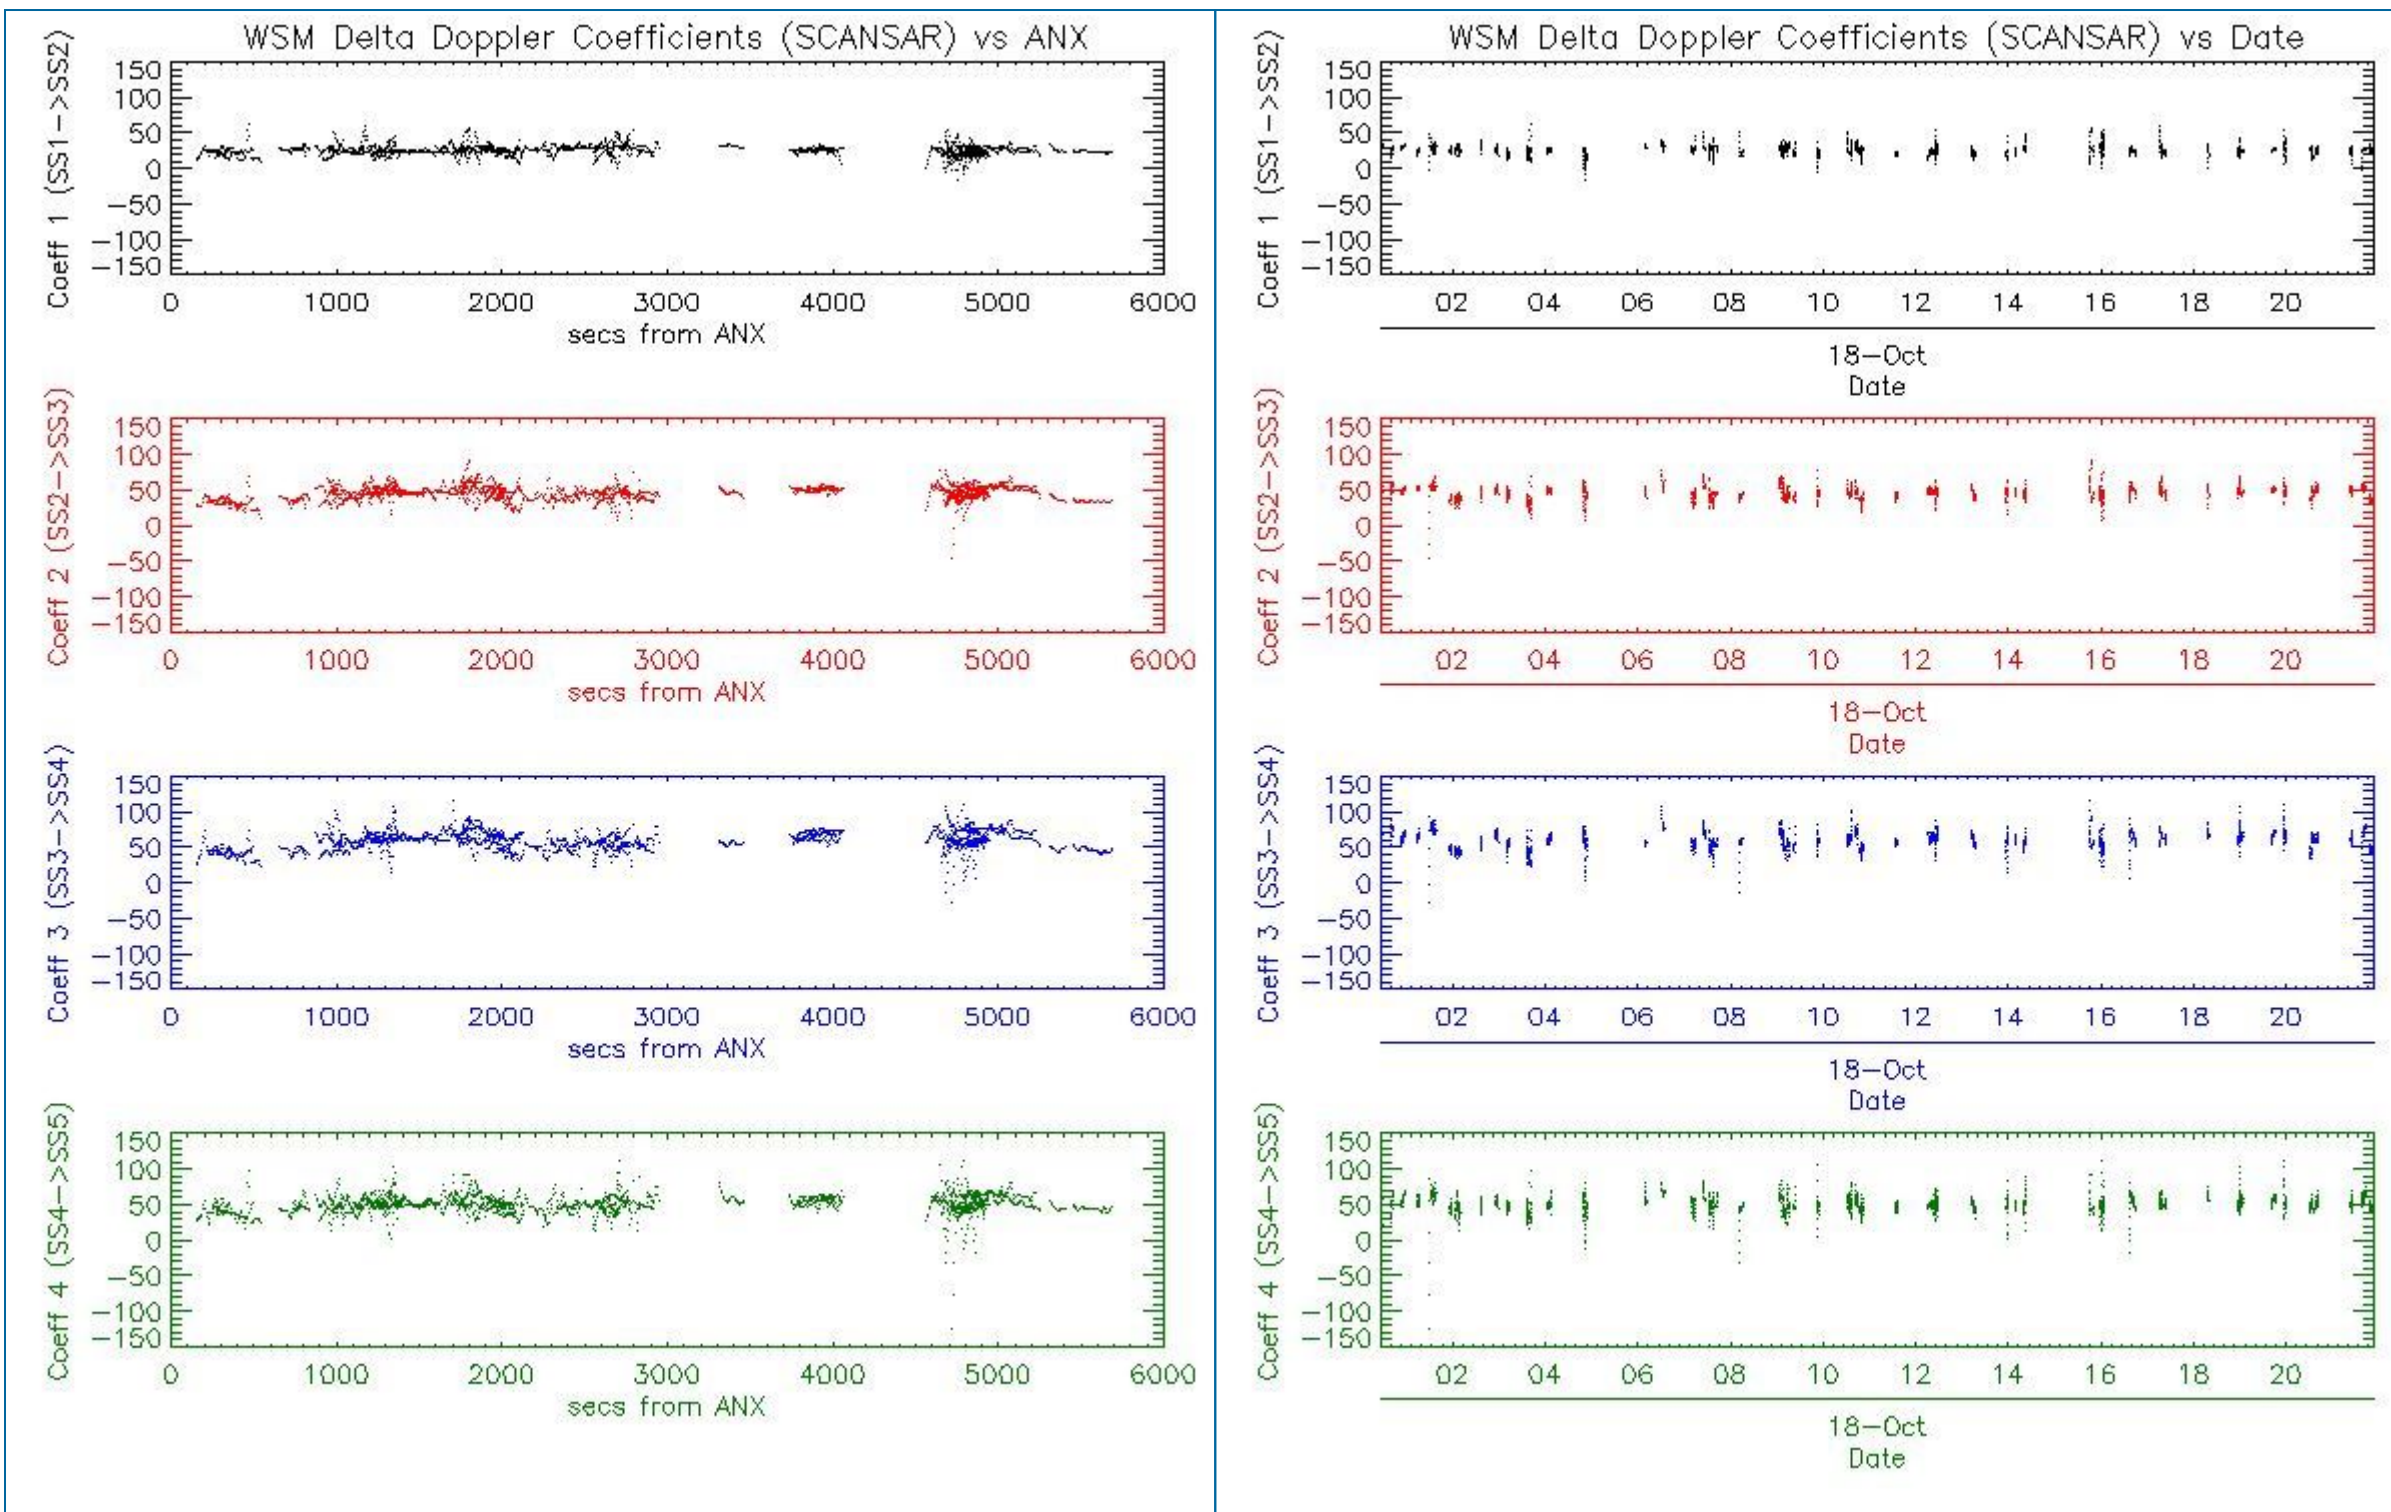 WSM Delta Doppler Coefficients (SCANSAR) vs ANX
Coeff 1 (SS1->SS2)
150
100
50
0
-50
-100
-150
0 1000 2000 3000 4000 5000 6000
secs from ANX
Coeff 2 (SS2->SS3)
150
100
50
0
-50
-100
-150
0 1000 2000 3000 4000 5000 6000
secs from ANX
Coeff 3 (SS3->SS4)
150
100
50
0
-50
-100
-150
0 1000 2000 3000 4000 5000 6000
secs from ANX
Coeff 4 (SS4->SS5)
150
100
50
0
-50
-100
-150
0 1000 2000 3000 4000 5000 6000
secs from ANX
WSM Delta Doppler Coefficients (SCANSAR) vs Date
Coeff 1 (SS1->SS2)
150
100
50
0
-50
-100
-150
02 04 06 08 10 12 14 16 18 20
18-Oct
Date
Coeff 2 (SS2->SS3)
150
100
50
0
-50
-100
-150
02 04 06 08 10 12 14 16 18 20
18-Oct
Date
Coeff 3 (SS3->SS4)
150
100
50
0
-50
-100
-150
02 04 06 08 10 12 14 16 18 20
18-Oct
Date
Coeff 4 (SS4->SS5)
150
100
50
0
-50
-100
-150
02 04 06 08 10 12 14 16 18 20
18-Oct
Date